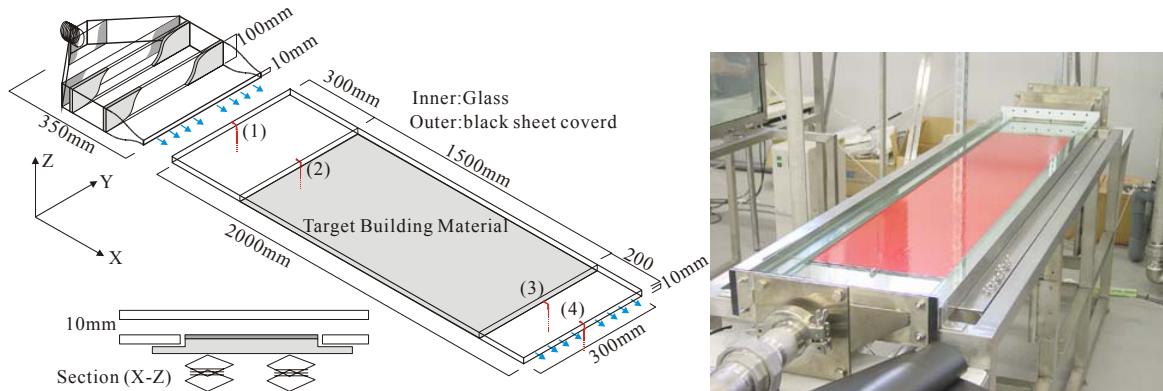 100mm
10mm
350mm
300mm
Inner:Glass
Outer:black sheet coverd
(1)
1500mm
Z
Y
X
(2)
Target Building Material
2000mm
200
10mm
(3)
(4)
300mm
10mm
Section (X-Z)